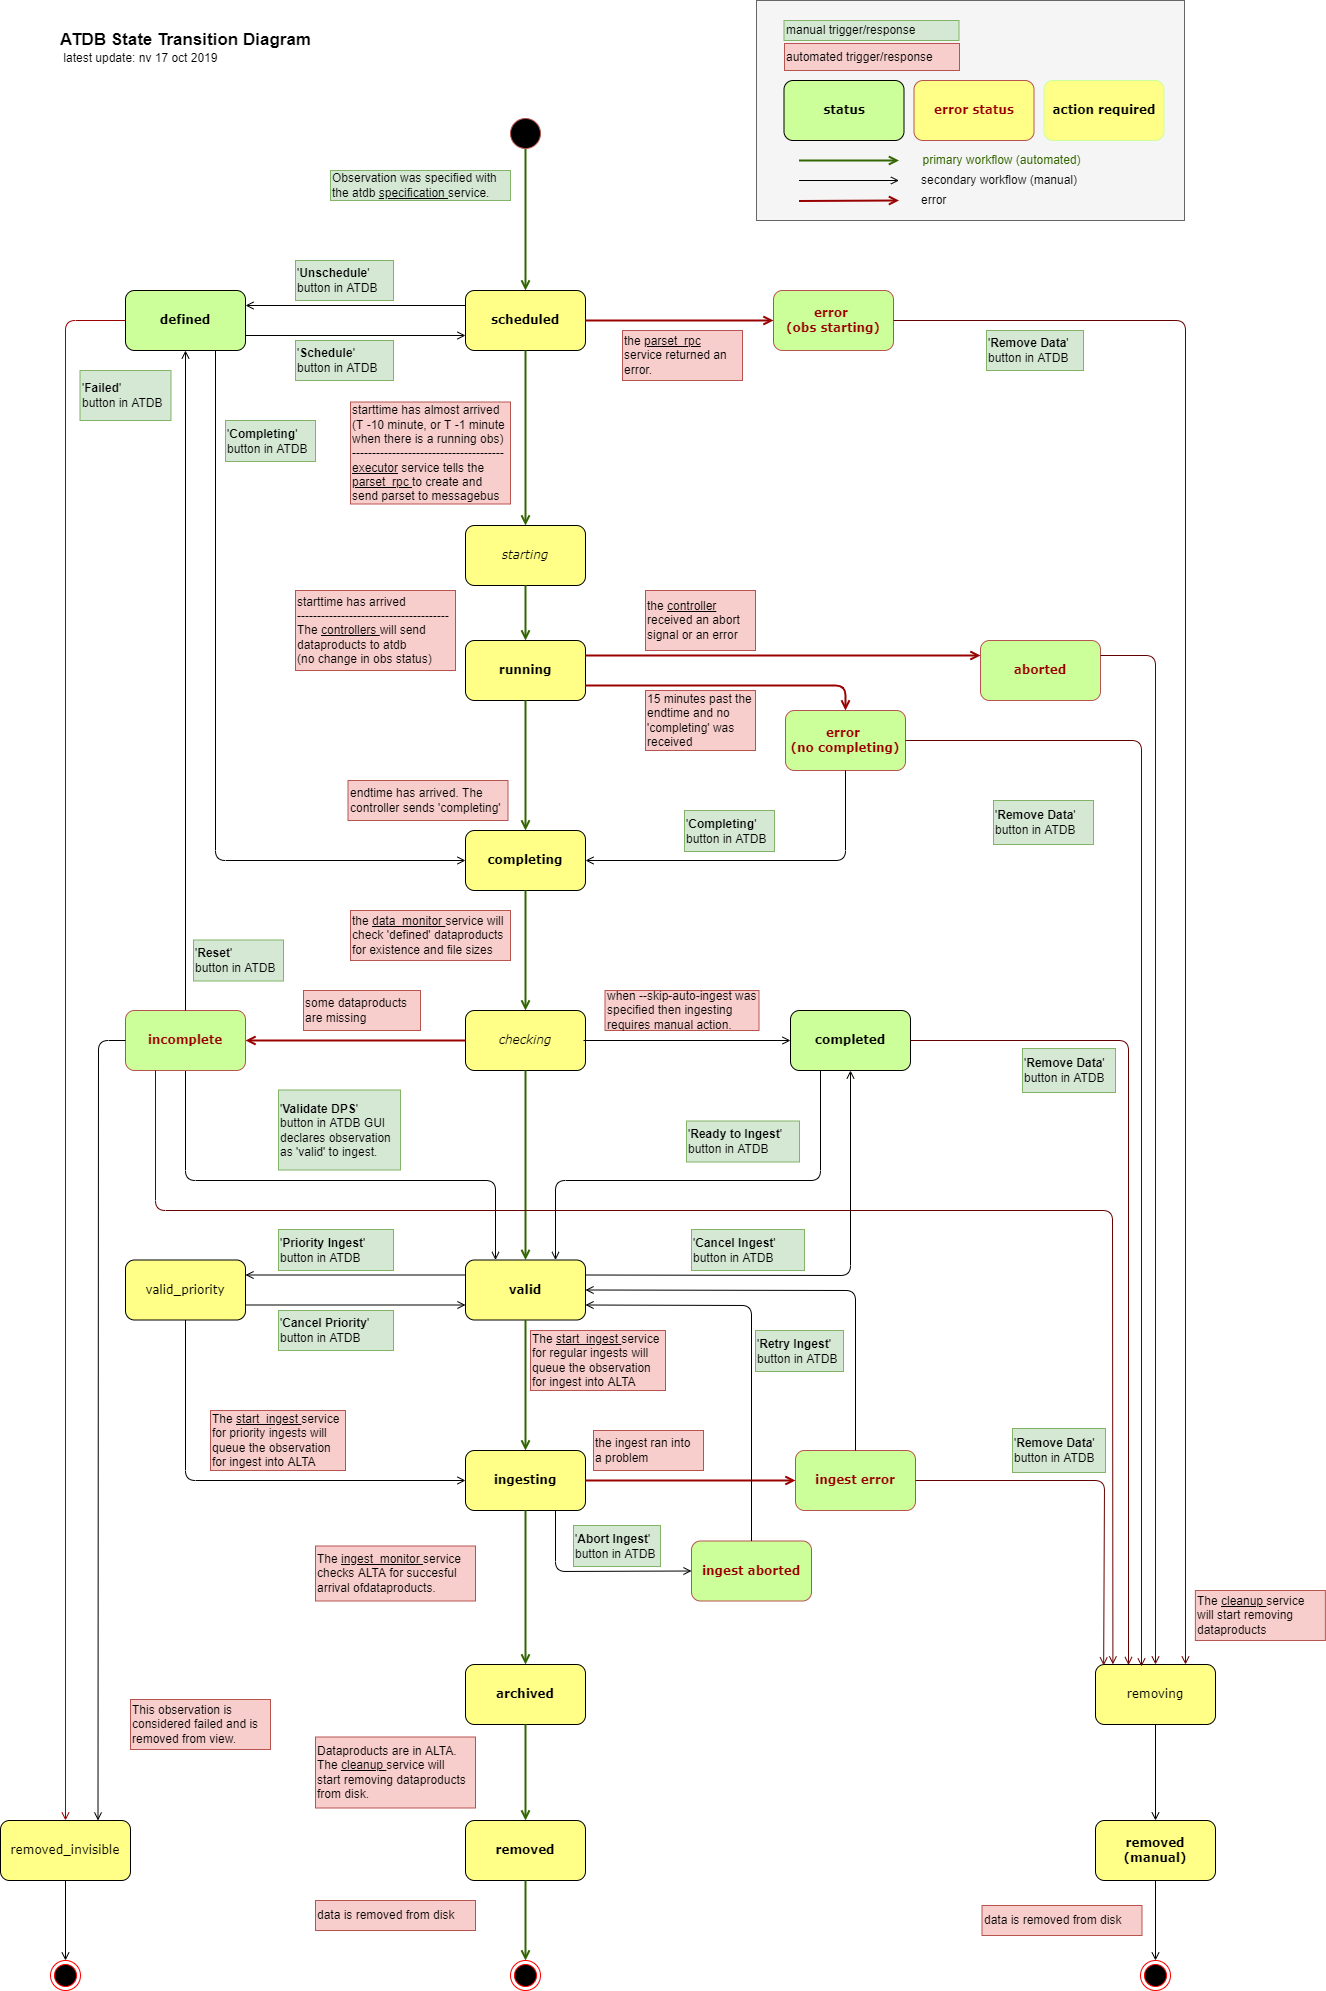 ATDB State Transition Diagram
latest update: nv 17 oct 2019
manual trigger/response
automated trigger/response
status
error status
action required
primary workflow (automated)
secondary workflow (manual)
error
Observation was specified with
the atdb specification service.
'Unschedule'
button in ATDB
defined
scheduled
error
(obs starting)
'Schedule'
button in ATDB
the parset_rpc
service returned an
error.
'Remove Data'
button in ATDB
'Failed'
button in ATDB
'Completing'
button in ATDB
starttime has almost arrived
(T -10 minute, or T -1 minute
when there is a running obs)
--------------------------------------
executor service tells the
parset_rpc to create and
send parset to messagebus
starting
starttime has arrived
--------------------------------------
The controllers will send
dataproducts to atdb
(no change in obs status)
the controller
received an abort
signal or an error
running
aborted
15 minutes past the
endtime and no
'completing' was
received
error
(no completing)
endtime has arrived. The
controller sends 'completing'
'Completing'
button in ATDB
'Remove Data'
button in ATDB
completing
the data_monitor service will
check 'defined' dataproducts
for existence and file sizes
'Reset'
button in ATDB
some dataproducts
are missing
when --skip-auto-ingest was
specified then ingesting
requires manual action.
incomplete
checking
completed
'Remove Data'
button in ATDB
'Validate DPS'
button in ATDB GUI
declares observation
as 'valid' to ingest.
'Ready to Ingest'
button in ATDB
'Priority Ingest'
button in ATDB
'Cancel Ingest'
button in ATDB
valid_priority
valid
'Cancel Priority'
button in ATDB
The start_ingest service
for regular ingests will
queue the observation
for ingest into ALTA
'Retry Ingest'
button in ATDB
The start_ingest service
for priority ingests will
queue the observation
for ingest into ALTA
the ingest ran into
a problem
'Remove Data'
button in ATDB
ingesting
ingest error
'Abort Ingest'
button in ATDB
The ingest_monitor service
checks ALTA for succesful
arrival ofdataproducts.
ingest aborted
The cleanup service
will start removing
dataproducts
archived
removing
This observation is
considered failed and is
removed from view.
Dataproducts are in ALTA.
The cleanup service will
start removing dataproducts
from disk.
removed_invisible
removed
removed
(manual)
data is removed from disk
data is removed from disk